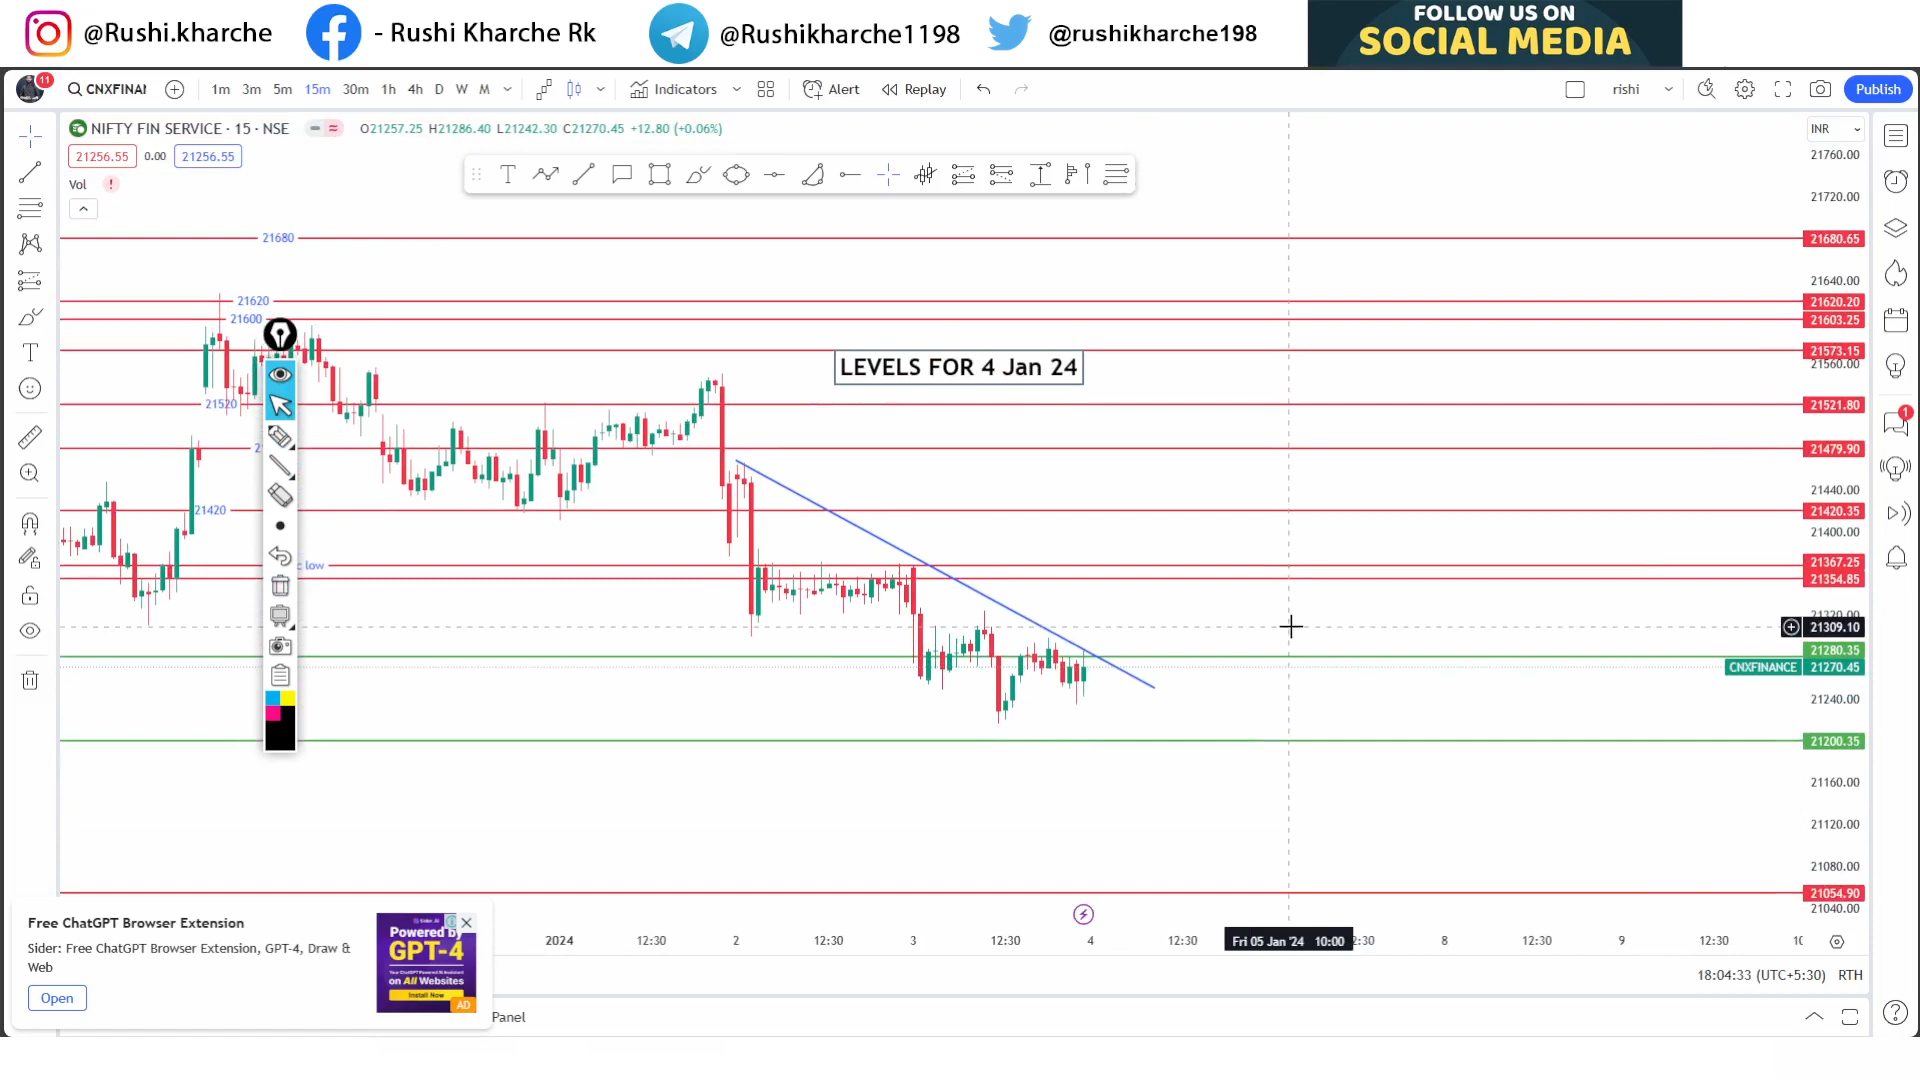 @Rushi.kharche - Rushi Kharche Rk @Rushikharche1198 @rushikharche198
FOLLOW US ON
SOCIAL MEDIA
11 CNXFINAI 1m 3m 5m 15m 30m 1h 4h D W M Indicators Alert Replay rishi Publish
NIFTY FIN SERVICE · 15 · NSE O21257.25 H21286.40 L21242.30 C21270.45 +12.80 (+0.06%)
INR
21256.55 0.00 21256.55
21760.00
Vol
21720.00
21680 21680.65
21640.00
21620 21620.20
21600 21603.25
21573.15
LEVELS FOR 4 Jan 24
21560.00
21520 21521.80
21479.90
21440.00
21420 21420.35
21400.00
low 21367.25
21354.85
21320.00
21309.10
21280.35
CNXFINANCE 21270.45
21240.00
21200.35
21160.00
21120.00
21080.00
21054.90
21040.00
2024 12:30 2 12:30 3 12:30 4 12:30 Fri 05 Jan '24 10:00 2:30 8 12:30 9 12:30
18:04:33 (UTC+5:30) RTH
Panel
Free ChatGPT Browser Extension
Sider: Free ChatGPT Browser Extension, GPT-4, Draw &
Web
Open
Powered by
GPT-4
on All Websites
Install Now
AD
1